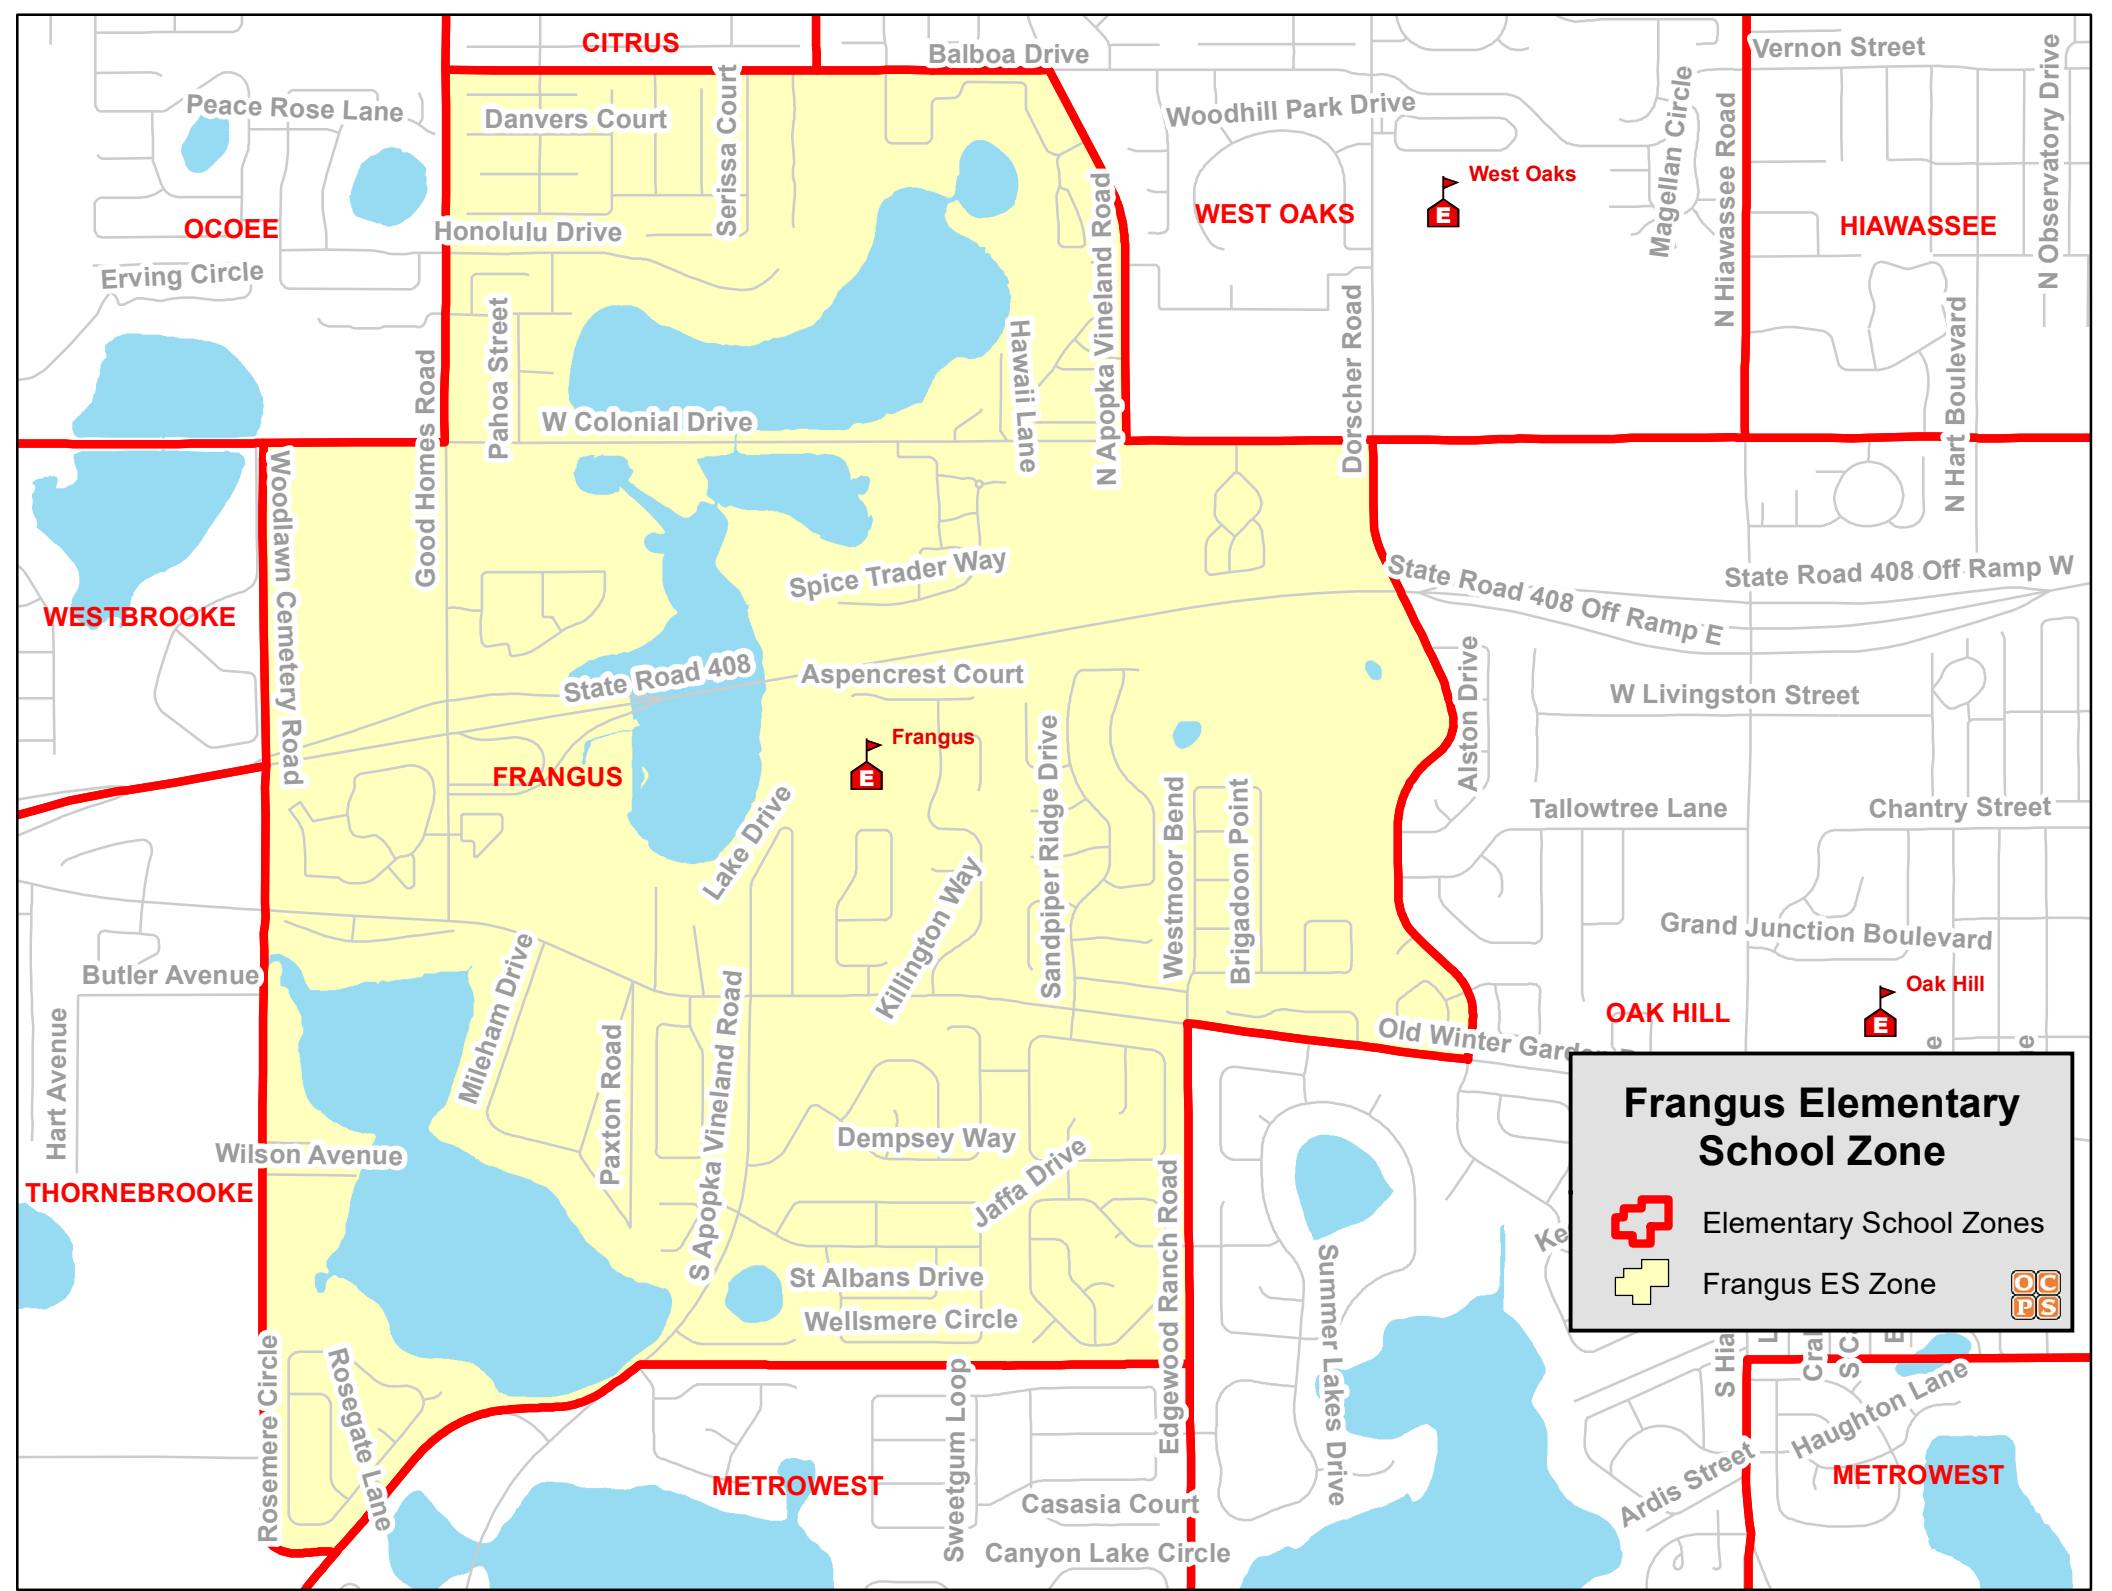 CITRUS
Balboa Drive
Vernon Street
Peace Rose Lane
Danvers Court
Serissa Court
Woodhill Park Drive
Magellan Circle
N Hiawassee Road
N Observatory Drive
West Oaks
E
OCOEE
Honolulu Drive
WEST OAKS
HIAWASSEE
Erving Circle
N Apopka Vineland Road
Pahoa Street
Hawaii Lane
Dorscher Road
N Hart Boulevard
Good Homes Road
W Colonial Drive
Woodlawn Cemetery Road
Spice Trader Way
State Road 408 Off Ramp E
State Road 408 Off Ramp W
WESTBROOKE
State Road 408
Aspencrest Court
Alston Drive
W Livingston Street
Frangus
E
FRANGUS
Sandpiper Ridge Drive
Lake Drive
Westmoor Bend
Brigadoon Point
Tallowtree Lane
Chantry Street
Killington Way
Grand Junction Boulevard
Butler Avenue
Mileham Drive
Oak Hill
E
OAK HILL
Hart Avenue
Paxton Road
S Apopka Vineland Road
Old Winter Garden
e
e
Frangus Elementary
School Zone
Elementary School Zones
Frangus ES Zone
OC
PS
Dempsey Way
Wilson Avenue
THORNEBROOKE
Jaffa Drive
Edgewood Ranch Road
Ke
St Albans Drive
Wellsmere Circle
Summer Lakes Drive
S Hia
L
Cral
S C
E
Rosemere Circle
Rosegate Lane
Sweetgum Loop
Haughton Lane
METROWEST
Casasia Court
Ardis Street
METROWEST
Canyon Lake Circle